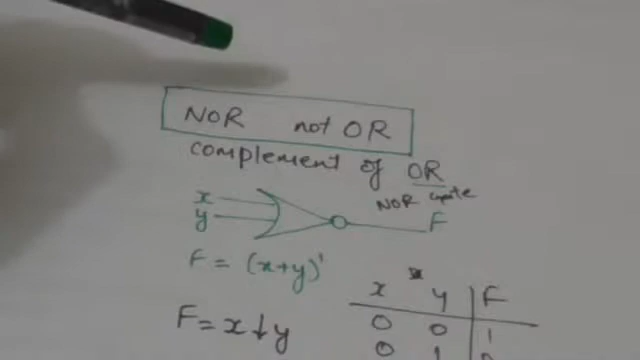 NOR not OR
complement of OR
NOR gate
x
y
F
F = (x+y)'
F = x↓y
x y F
0 0 1
0 1